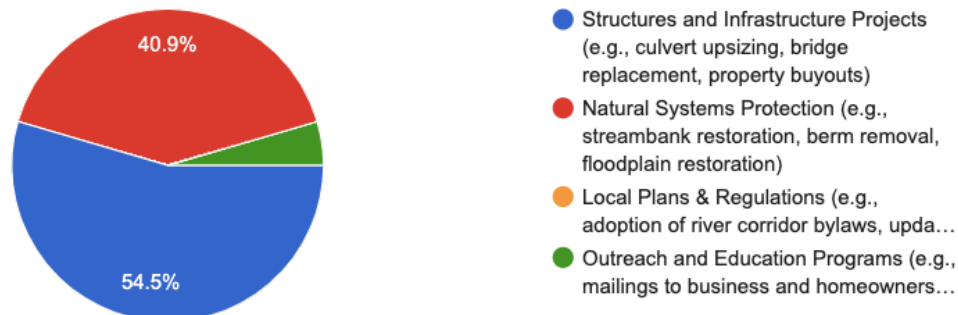 40.9%
54.5%
Structures and Infrastructure Projects
(e.g., culvert upsizing, bridge
replacement, property buyouts)
Natural Systems Protection (e.g.,
streambank restoration, berm removal,
floodplain restoration)
Local Plans & Regulations (e.g.,
adoption of river corridor bylaws, upda…
Outreach and Education Programs (e.g.,
mailings to business and homeowners…